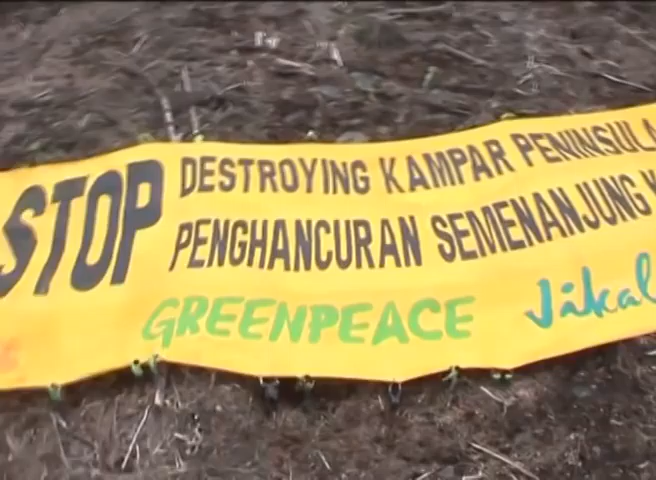 STOP
DESTROYING KAMPAR PENINSULA
PENGHANCURAN SEMENANJUNG
GREENPEACE
Jikal